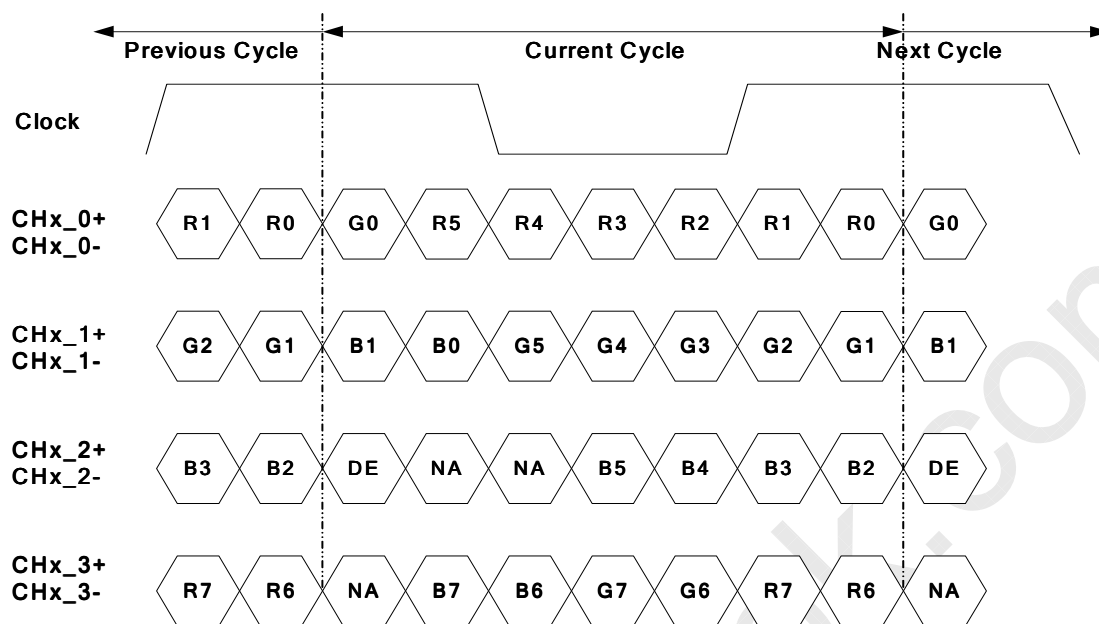 Previous Cycle Current Cycle Next Cycle
Clock
CHx_0+
CHx_0-
R1 R0 G0 R5 R4 R3 R2 R1 R0 G0
CHx_1+
CHx_1-
G2 G1 B1 B0 G5 G4 G3 G2 G1 B1
CHx_2+
CHx_2-
B3 B2 DE NA NA B5 B4 B3 B2 DE
CHx_3+
CHx_3-
R7 R6 NA B7 B6 G7 G6 R7 R6 NA